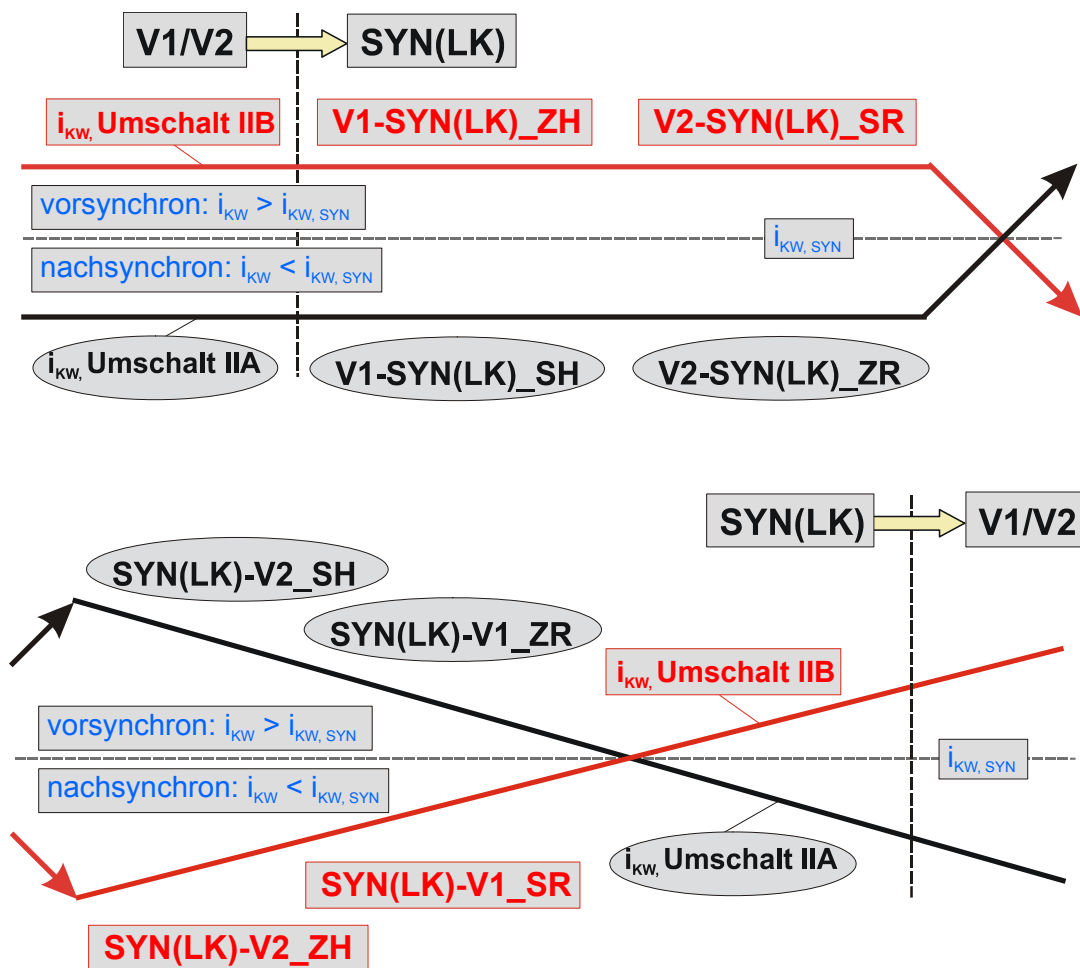 V1/V2
SYN(LK)
iKW, Umschalt IIB
V1-SYN(LK)_ZH
V2-SYN(LK)_SR
vorsynchron: iKW > iKW, SYN
iKW, SYN
nachsynchron: iKW < iKW, SYN
iKW, Umschalt IIA
V1-SYN(LK)_SH
V2-SYN(LK)_ZR
SYN(LK)
V1/V2
SYN(LK)-V2_SH
SYN(LK)-V1_ZR
iKW, Umschalt IIB
vorsynchron: iKW > iKW, SYN
iKW, SYN
nachsynchron: iKW < iKW, SYN
iKW, Umschalt IIA
SYN(LK)-V1_SR
SYN(LK)-V2_ZH